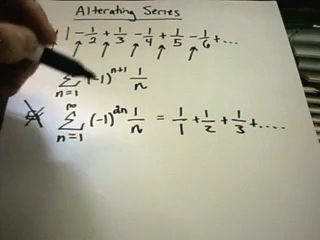 Alterating Series
1 - 1/2 + 1/3 - 1/4 + 1/5 - 1/6 + ...
∑ n=1 (-1)^(n+1) 1/n
∑ n=1 ∞ (-1)^(2n) 1/n = 1/1 + 1/2 + 1/3 + ....